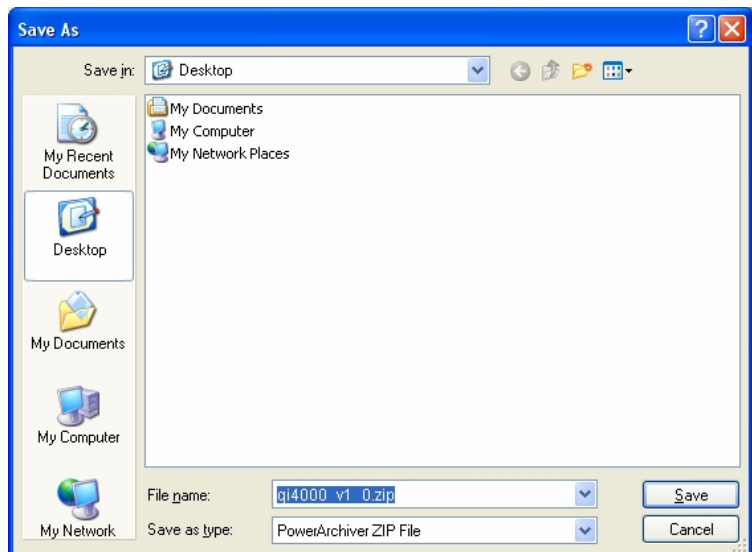 Save As
Save in:
Desktop
My Recent
Documents
Desktop
My Documents
My Computer
My Network
My Documents
My Computer
My Network Places
File name:
qi4000_v1_0.zip
Save
Save as type:
PowerArchiver ZIP File
Cancel